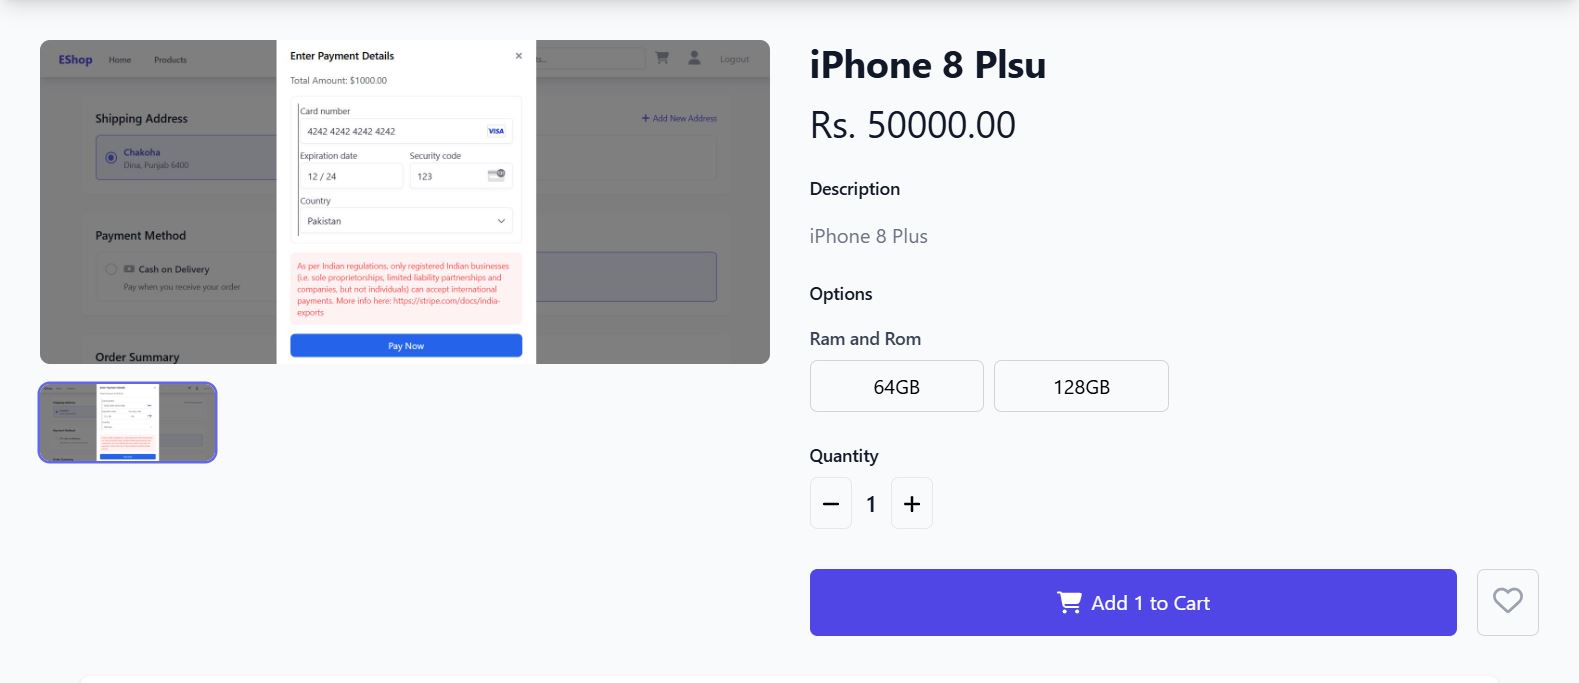 EShop
Home
Products
ts...
Logout
Enter Payment Details
×
Total Amount: $1000.00
Card number
4242 4242 4242 4242
VISA
Expiration date
Security code
12 / 24
123
Country
Pakistan
As per Indian regulations, only registered Indian businesses
(i.e. sole proprietorships, limited liability partnerships and
companies, but not individuals) can accept international
payments. More info here: https://stripe.com/docs/india-
exports
Pay Now
Shipping Address
+ Add New Address
Chakoha
Dina, Punjab 6400
Payment Method
Cash on Delivery
Pay when you receive your order
Order Summary
iPhone 8 Plsu
Rs. 50000.00
Description
iPhone 8 Plus
Options
Ram and Rom
64GB
128GB
Quantity
− 1 +
Add 1 to Cart